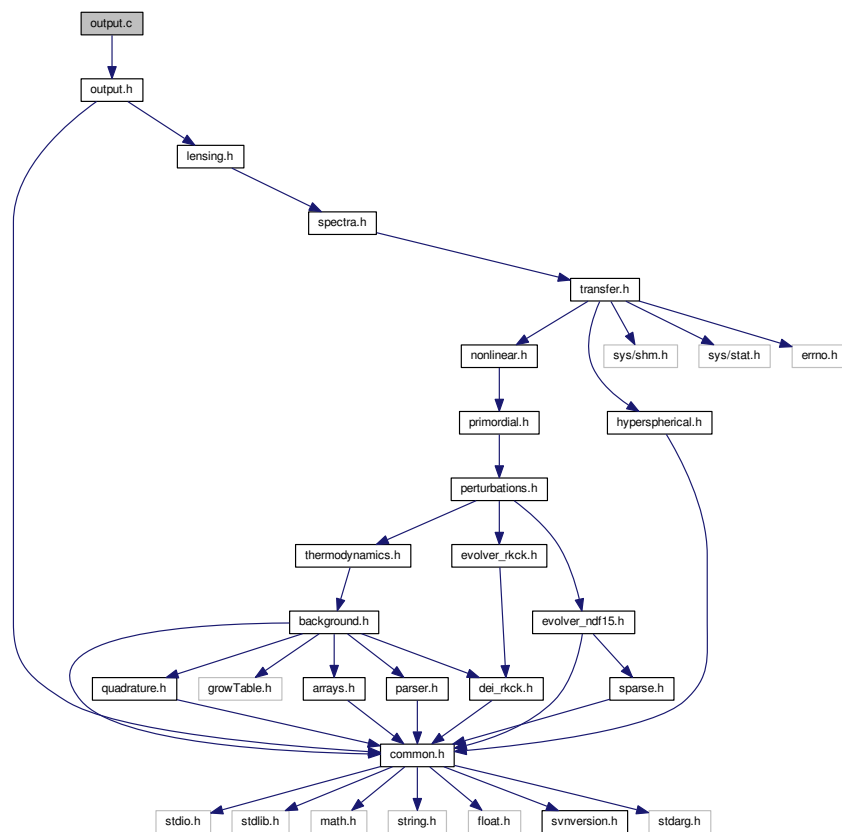 output.c
output.h
lensing.h
spectra.h
transfer.h
nonlinear.h
sys/shm.h
sys/stat.h
errno.h
primordial.h
hyperspherical.h
perturbations.h
thermodynamics.h
evolver_rkck.h
background.h
evolver_ndf15.h
quadrature.h
growTable.h
arrays.h
parser.h
dei_rkck.h
sparse.h
common.h
stdio.h
stdlib.h
math.h
string.h
float.h
svnversion.h
stdarg.h